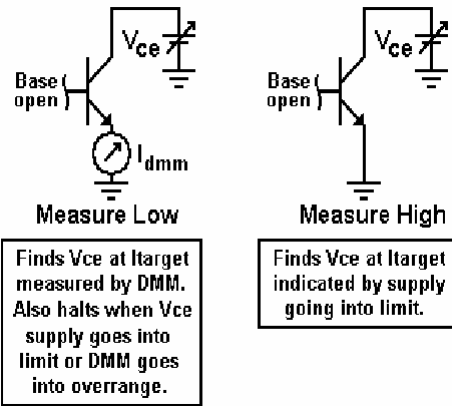 Vce
Base (
open )
Idmm
Measure Low
Finds Vce at Itarget
measured by DMM.
Also halts when Vce
supply goes into
limit or DMM goes
into overrange.
Vce
Base (
open )
Measure High
Finds Vce at Itarget
indicated by supply
going into limit.